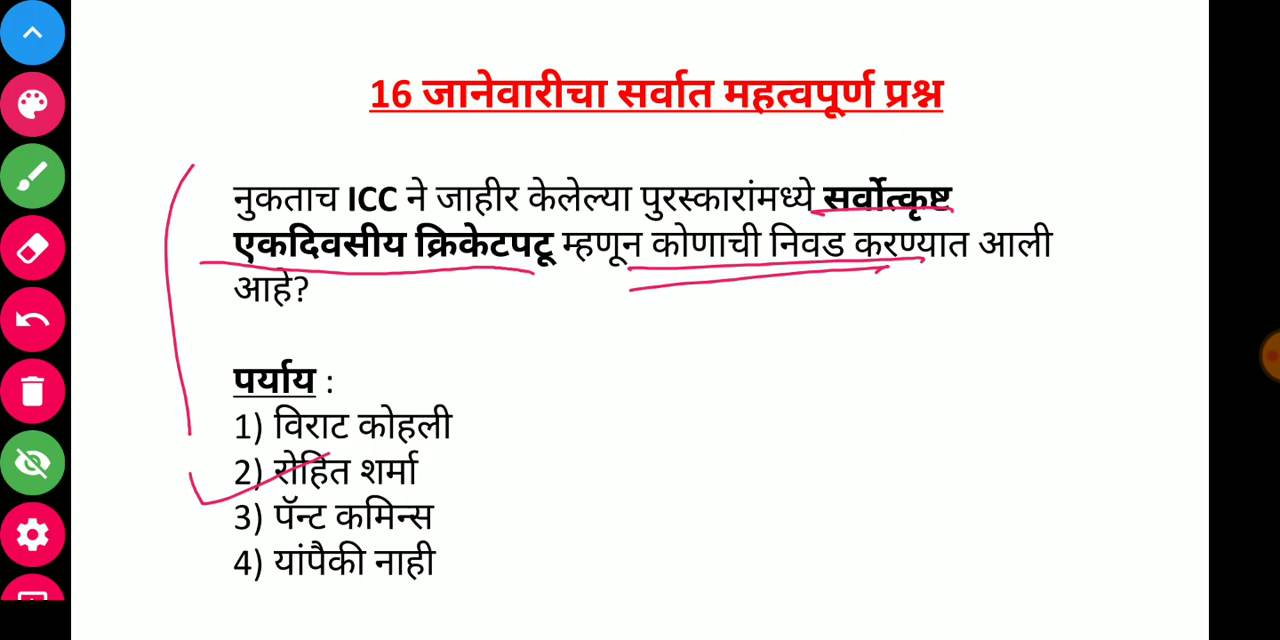 16 जानेवारीचा सर्वात महत्वपूर्ण प्रश्न
नुकताच ICC ने जाहीर केलेल्या पुरस्कारांमध्ये सर्वोत्कृष्ट
एकदिवसीय क्रिकेटपटू म्हणून कोणाची निवड करण्यात आली
आहे?
पर्याय :
1) विराट कोहली
2) रोहित शर्मा
3) पॅन्ट कमिन्स
4) यांपैकी नाही